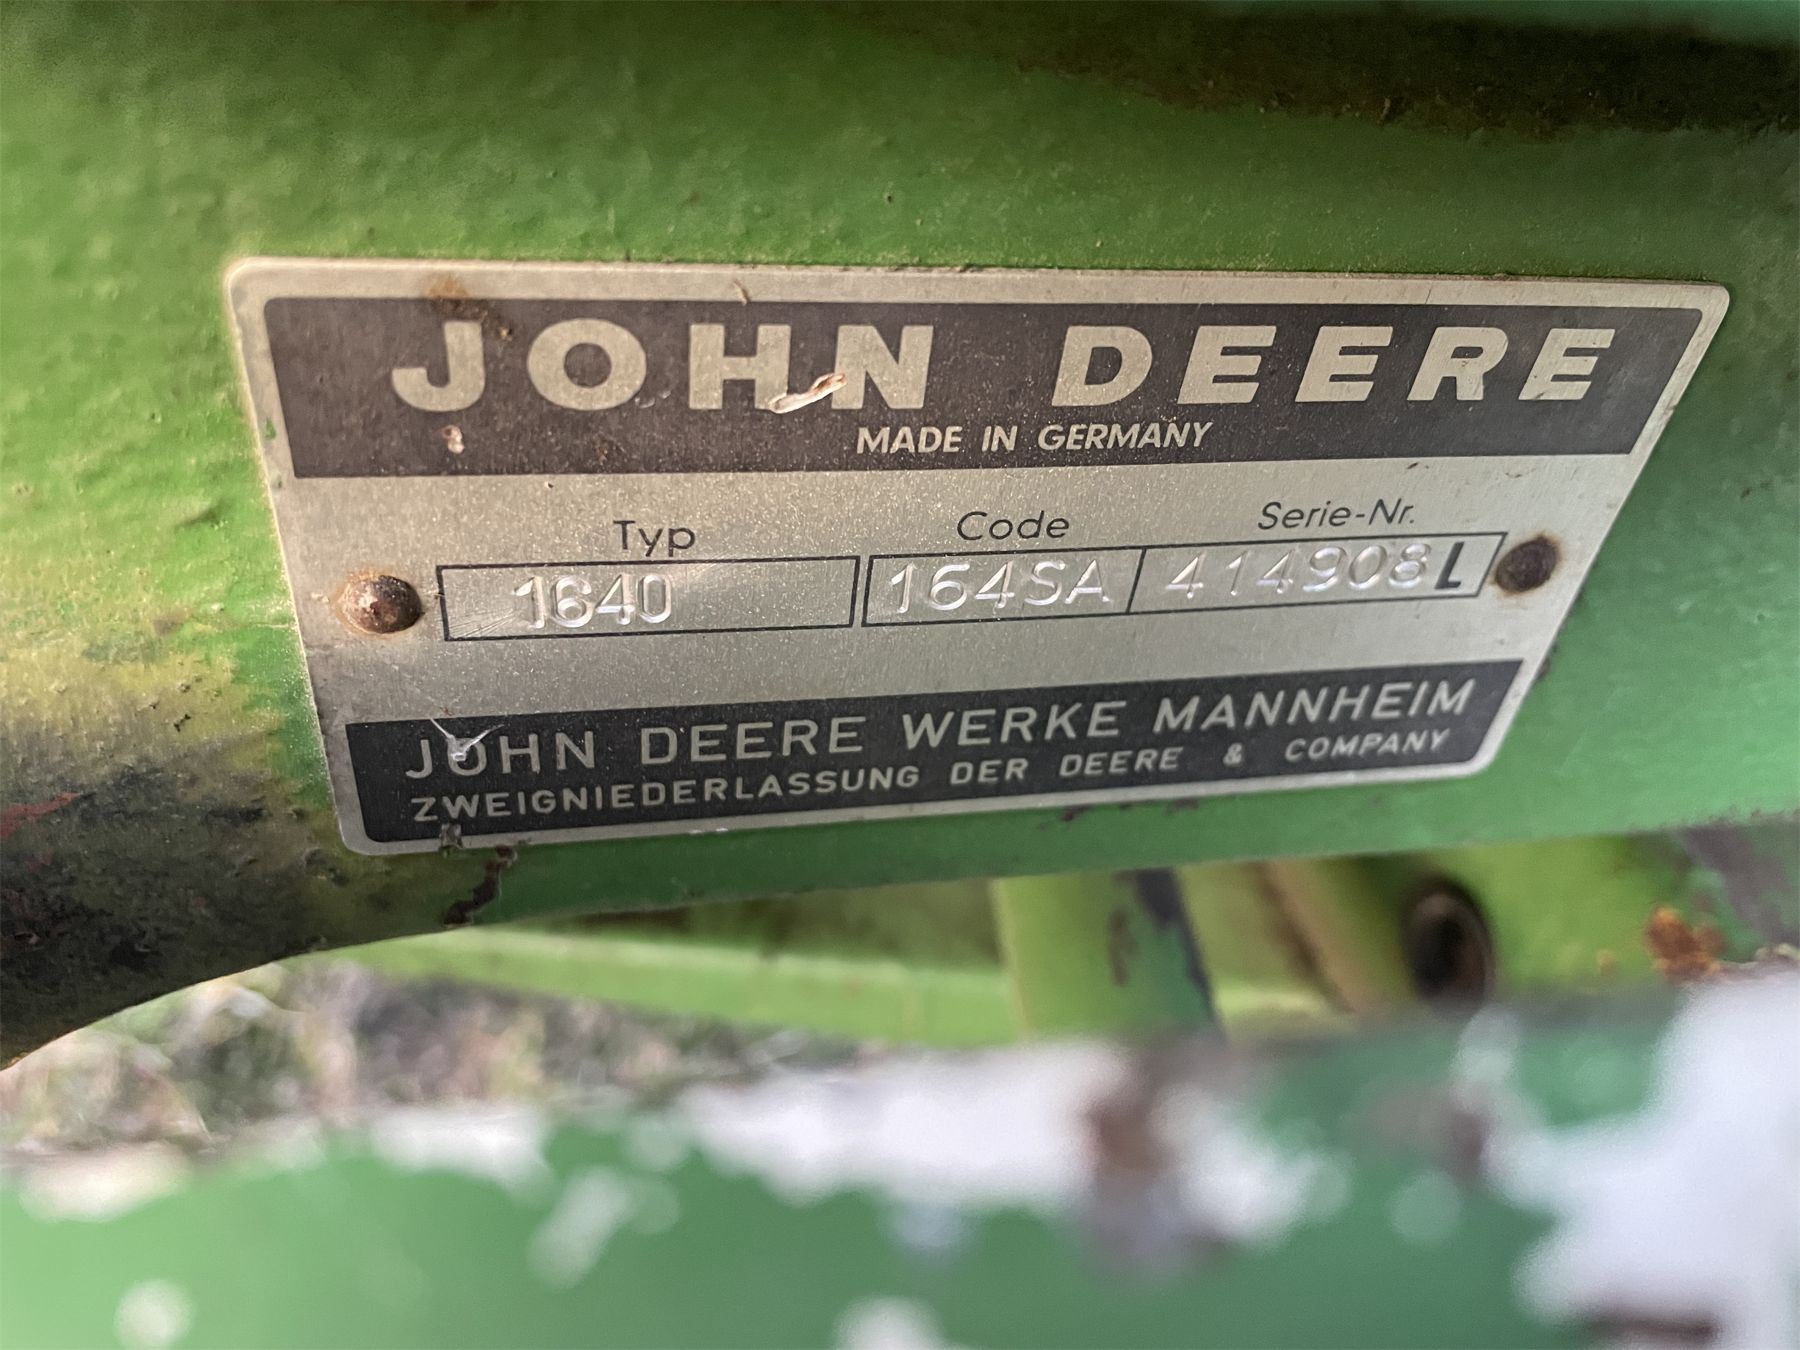 JOHN DEERE
MADE IN GERMANY
Typ Code Serie-Nr.
1640 164SA 414908L
JOHN DEERE WERKE MANNHEIM
ZWEIGNIEDERLASSUNG DER DEERE & COMPANY